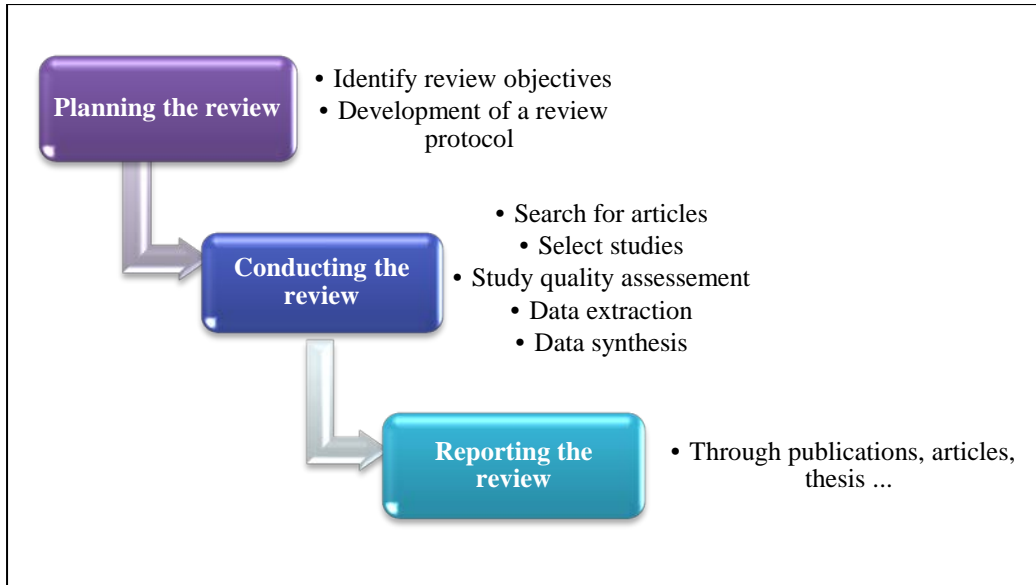 Planning the review
• Identify review objectives
• Development of a review
protocol
Conducting the
review
• Search for articles
• Select studies
• Study quality assessement
• Data extraction
• Data synthesis
Reporting the
review
• Through publications, articles,
thesis ...